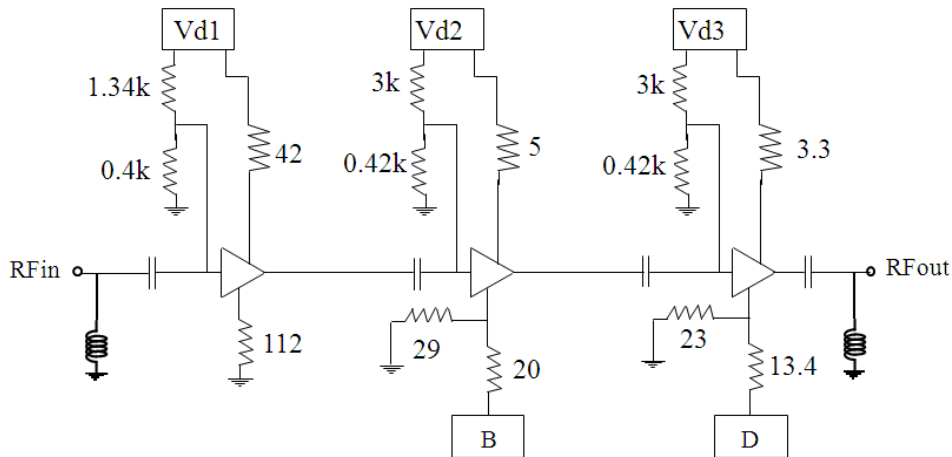 Vd1 Vd2 Vd3
1.34k 3k 3k
42 5 3.3
0.4k 0.42k 0.42k
RFin RFout
112 29 23
20 13.4
B D